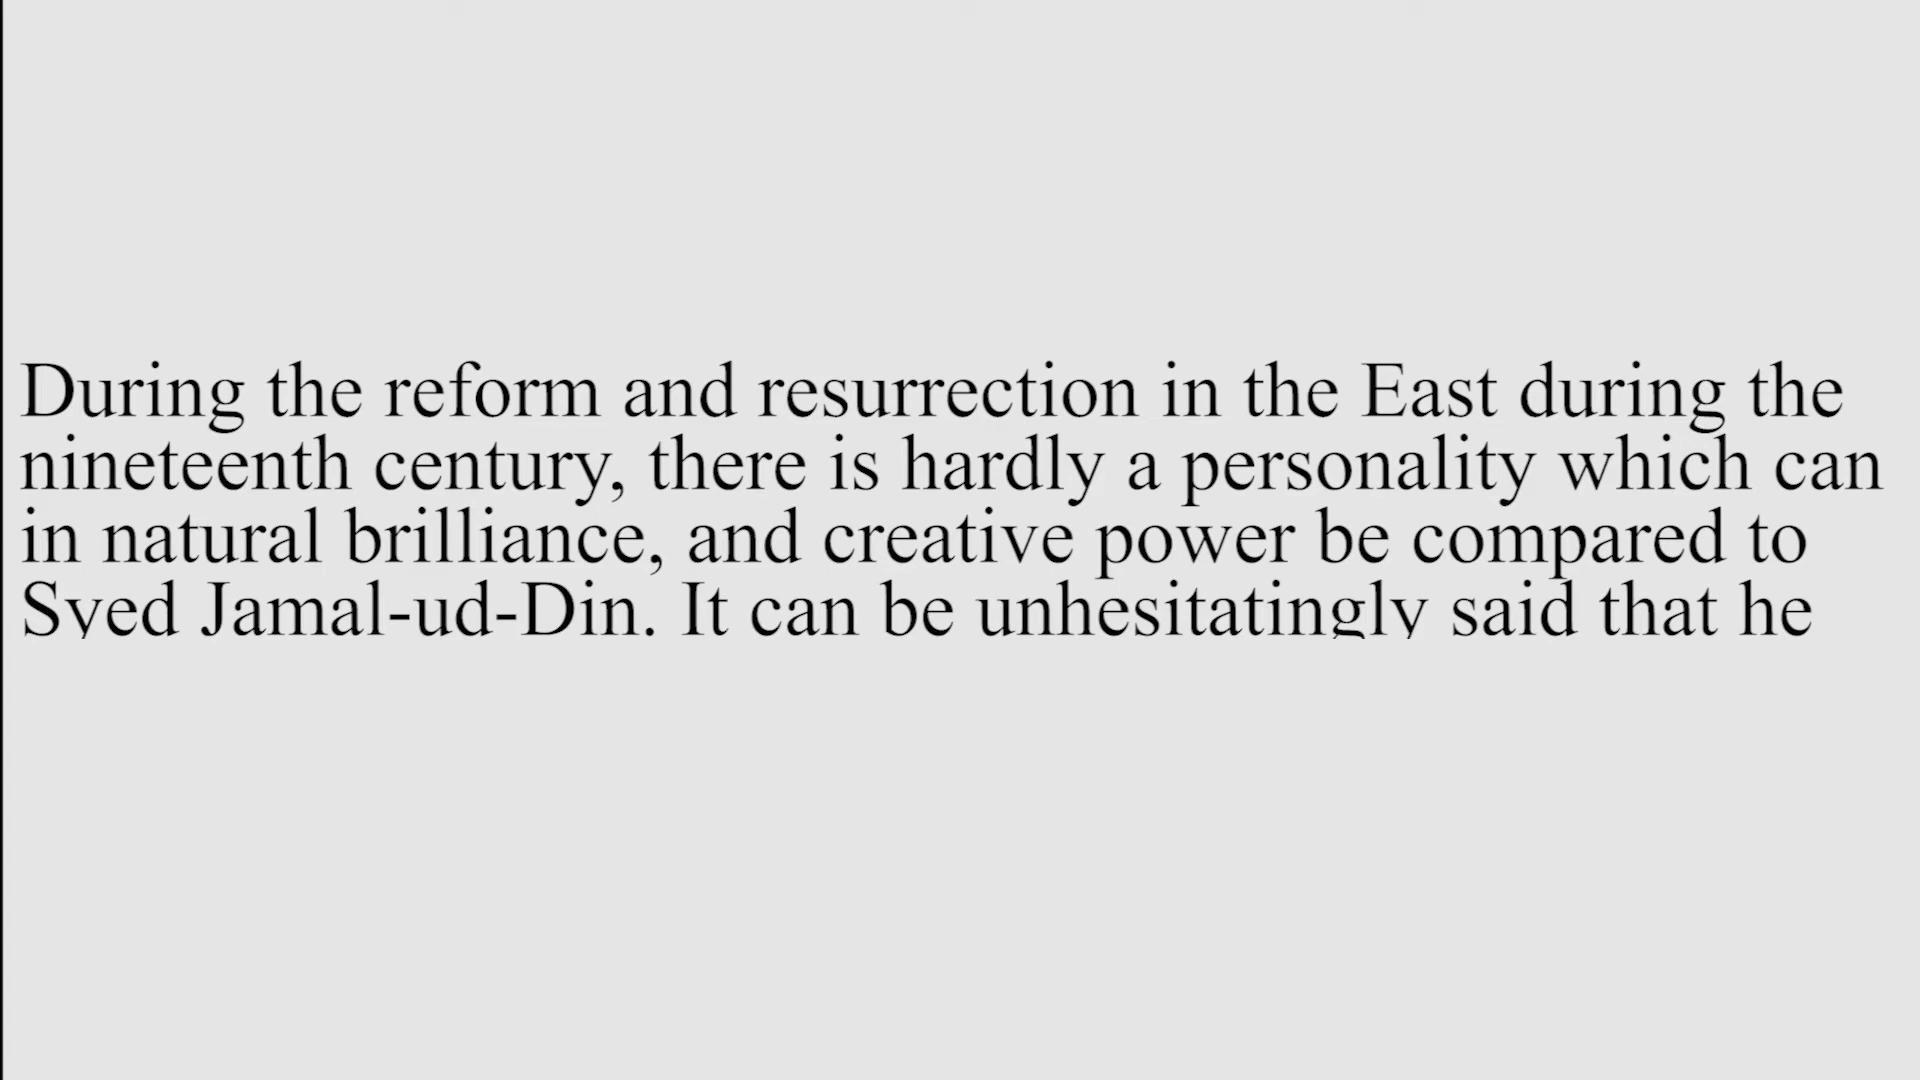 During the reform and resurrection in the East during the
nineteenth century, there is hardly a personality which can
in natural brilliance, and creative power be compared to
Syed Jamal-ud-Din. It can be unhesitatingly said that he